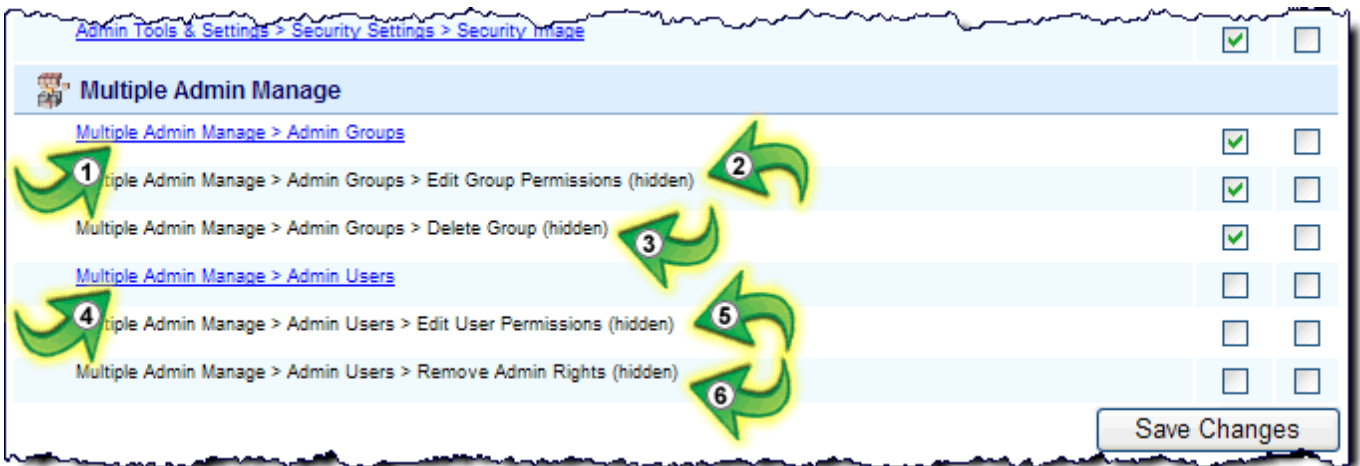 Admin Tools & Settings > Security Settings > Security Image
Multiple Admin Manage
Multiple Admin Manage > Admin Groups
1
tiple Admin Manage > Admin Groups > Edit Group Permissions (hidden)
2
Multiple Admin Manage > Admin Groups > Delete Group (hidden)
3
Multiple Admin Manage > Admin Users
4
tiple Admin Manage > Admin Users > Edit User Permissions (hidden)
5
Multiple Admin Manage > Admin Users > Remove Admin Rights (hidden)
6
Save Changes